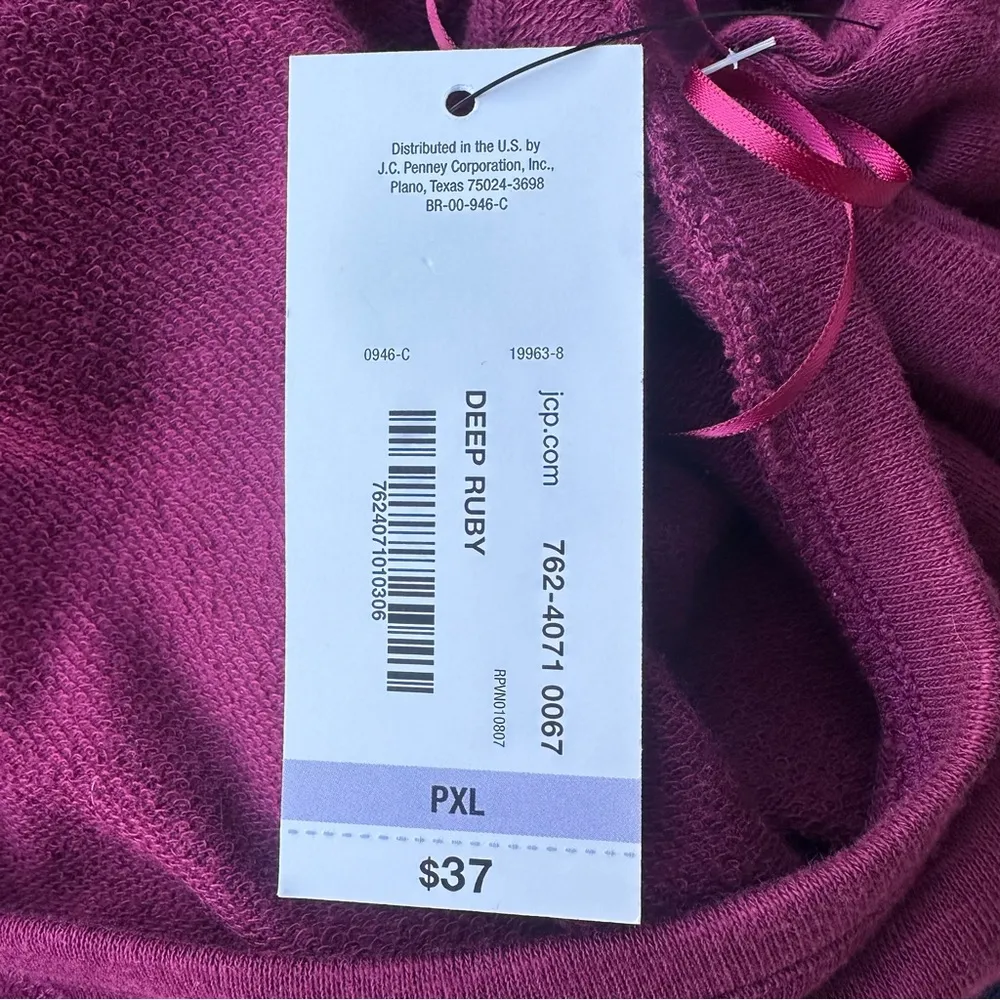 Distributed in the U.S. by
J.C. Penney Corporation, Inc.,
Plano, Texas 75024-3698
BR-00-946-C
0946-C 19963-8
jcp.com 762-4071 0067
RPVN010807
DEEP RUBY
762407101030​6
PXL
$37